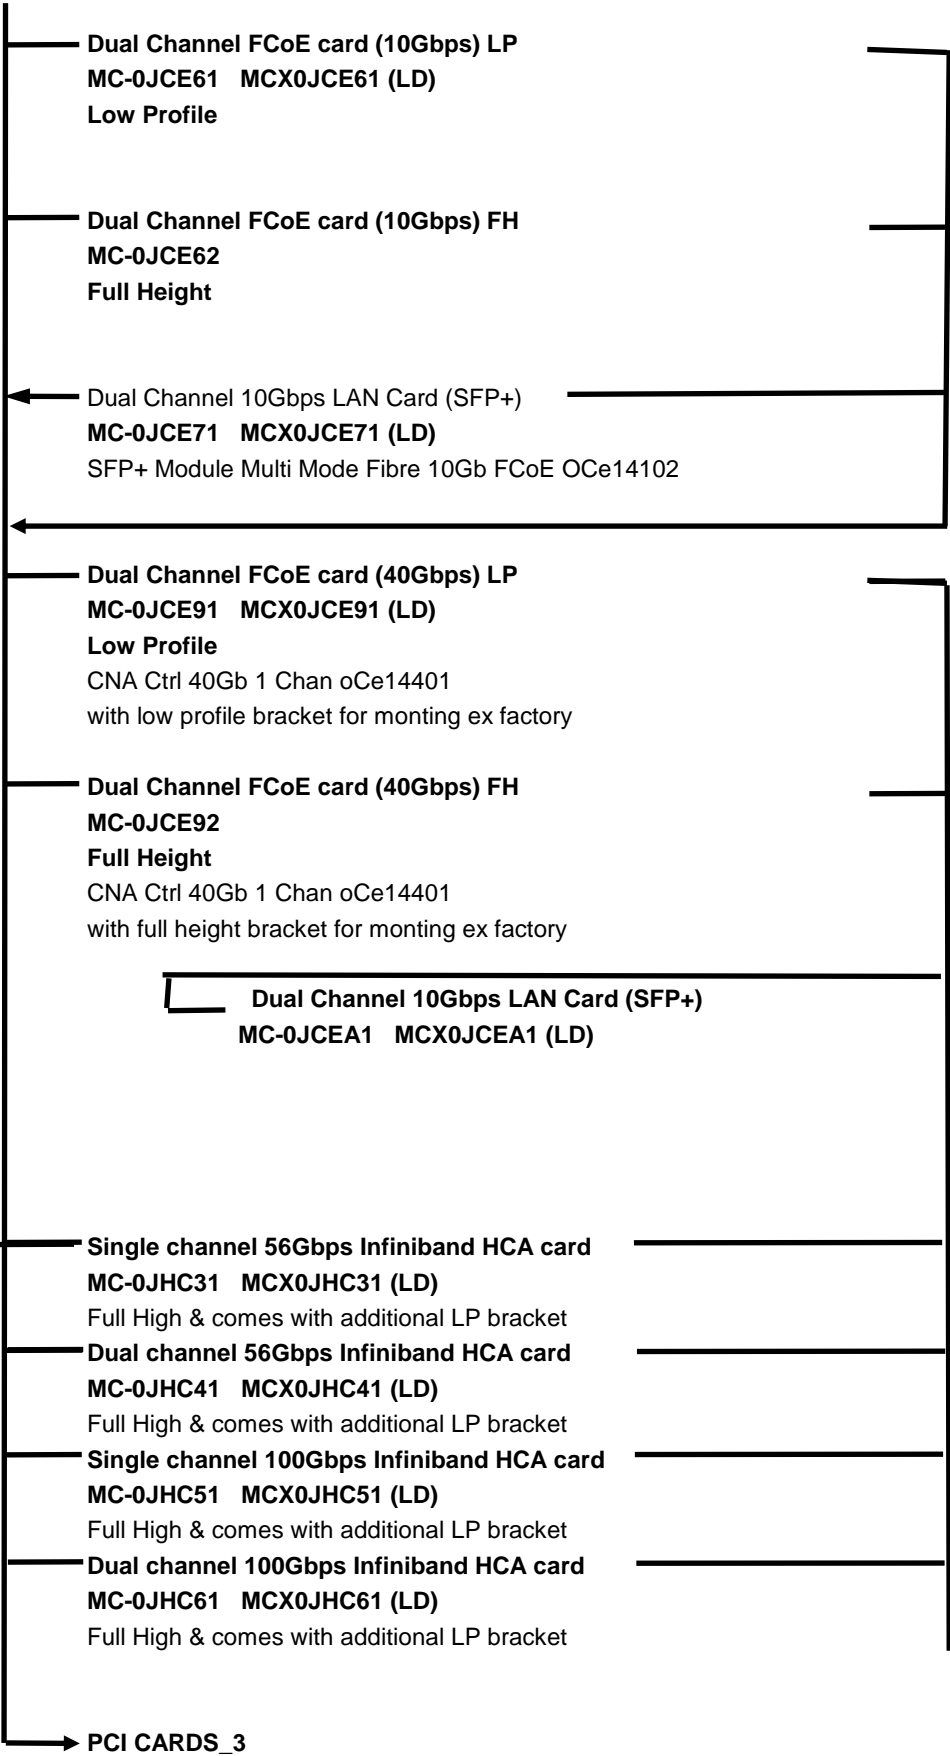 Dual Channel FCoE card (10Gbps) LP
MC-0JCE61 MCX0JCE61 (LD)
Low Profile
Dual Channel FCoE card (10Gbps) FH
MC-0JCE62
Full Height
Dual Channel 10Gbps LAN Card (SFP+)
MC-0JCE71 MCX0JCE71 (LD)
SFP+ Module Multi Mode Fibre 10Gb FCoE OCe14102
Dual Channel FCoE card (40Gbps) LP
MC-0JCE91 MCX0JCE91 (LD)
Low Profile
CNA Ctrl 40Gb 1 Chan oCe14401
with low profile bracket for monting ex factory
Dual Channel FCoE card (40Gbps) FH
MC-0JCE92
Full Height
CNA Ctrl 40Gb 1 Chan oCe14401
with full height bracket for monting ex factory
Dual Channel 10Gbps LAN Card (SFP+)
MC-0JCEA1 MCX0JCEA1 (LD)
Single channel 56Gbps Infiniband HCA card
MC-0JHC31 MCX0JHC31 (LD)
Full High & comes with additional LP bracket
Dual channel 56Gbps Infiniband HCA card
MC-0JHC41 MCX0JHC41 (LD)
Full High & comes with additional LP bracket
Single channel 100Gbps Infiniband HCA card
MC-0JHC51 MCX0JHC51 (LD)
Full High & comes with additional LP bracket
Dual channel 100Gbps Infiniband HCA card
MC-0JHC61 MCX0JHC61 (LD)
Full High & comes with additional LP bracket
PCI CARDS_3